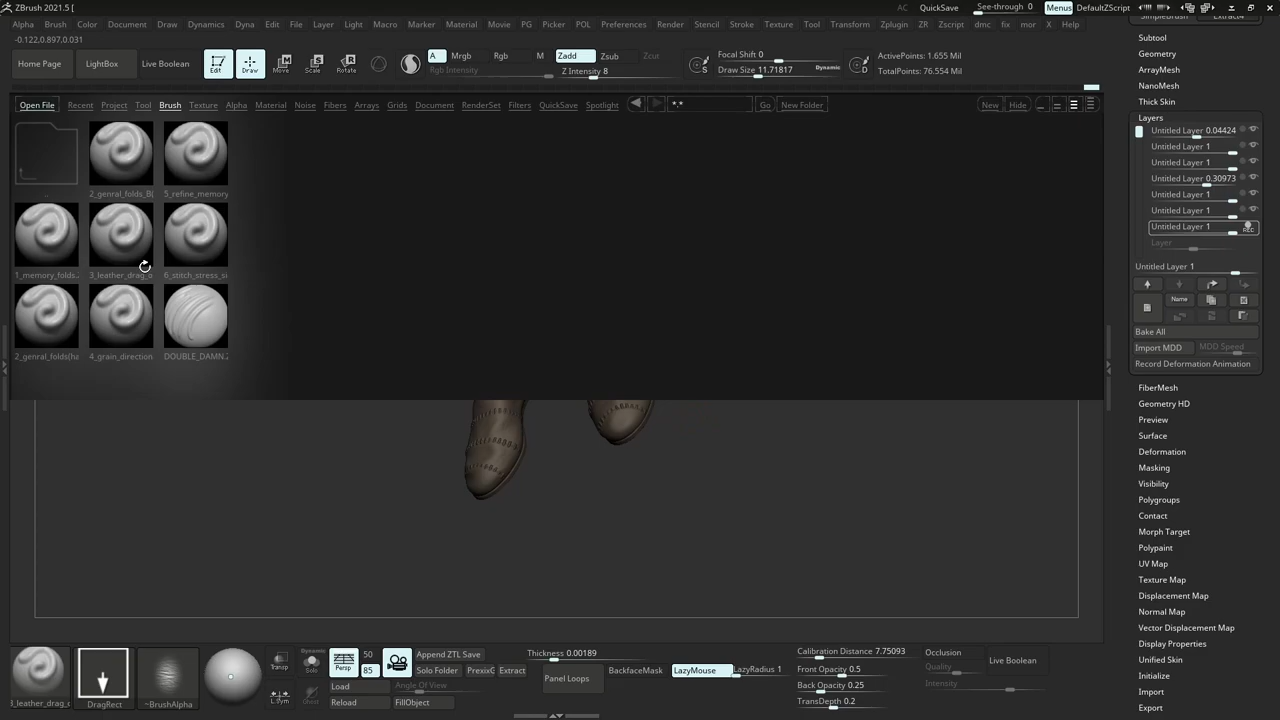 ZBrush 2021.5 [
AC QuickSave See-through 0 Menus DefaultZScript
Alpha Brush Color Document Draw Dynamics Edit File Layer Light Macro Marker Material Movie Picker POL Preferences Render Stencil Stroke Texture Tool Transform Zplugin ZR Zscript dmc fix mor X Help
-0.122,0.897,0.031
Home Page LightBox Live Boolean Edit Draw Move Scale Rotate
A Mrgb Rgb M Zadd Zsub Zcut
Rgb Intensity Z Intensity 8
Focal Shift 0
Draw Size 11.71817 Dynamic
S D
ActivePoints: 1.655 Mil
TotalPoints: 76.554 Mil
Open File Recent Project Tool Brush Texture Alpha Material Noise Fibers Arrays Grids Document RenderSet Filters QuickSave Spotlight *.* Go New Folder New Hide
.. 2_genral_folds_B( 5_refine_memory
1_memory_folds. 3_leather_drag_ 6_stitch_stress_si
2_genral_folds(ha 4_grain_direction DOUBLE_DAMN.
Extract4
Subtool
Geometry
ArrayMesh
NanoMesh
Thick Skin
Layers
Untitled Layer 0.04424
Untitled Layer 1
Untitled Layer 1
Untitled Layer 0.30973
Untitled Layer 1
Untitled Layer 1
Untitled Layer 1 REC
Layer
Untitled Layer 1
Name
Bake All
Import MDD MDD Speed
Record Deformation Animation
FiberMesh
Geometry HD
Preview
Surface
Deformation
Masking
Visibility
Polygroups
Contact
Morph Target
Polypaint
UV Map
Texture Map
Displacement Map
Normal Map
Vector Displacement Map
Display Properties
Unified Skin
Initialize
Import
Export
3_leather_drag_ DragRect ~BrushAlpha
Transp
L.Sym
Dynamic
Solo
Ghost
Persp 50
85
Append ZTL Save
Solo Folder Extract
Load Angle Of View
Reload FillObject
Thickness 0.00189
Panel Loops
BackfaceMask LazyMouse LazyRadius 1
Calibration Distance 7.75093
Front Opacity 0.5
Back Opacity 0.25
TransDepth 0.2
Occlusion
Quality
Intensity
Live Boolean